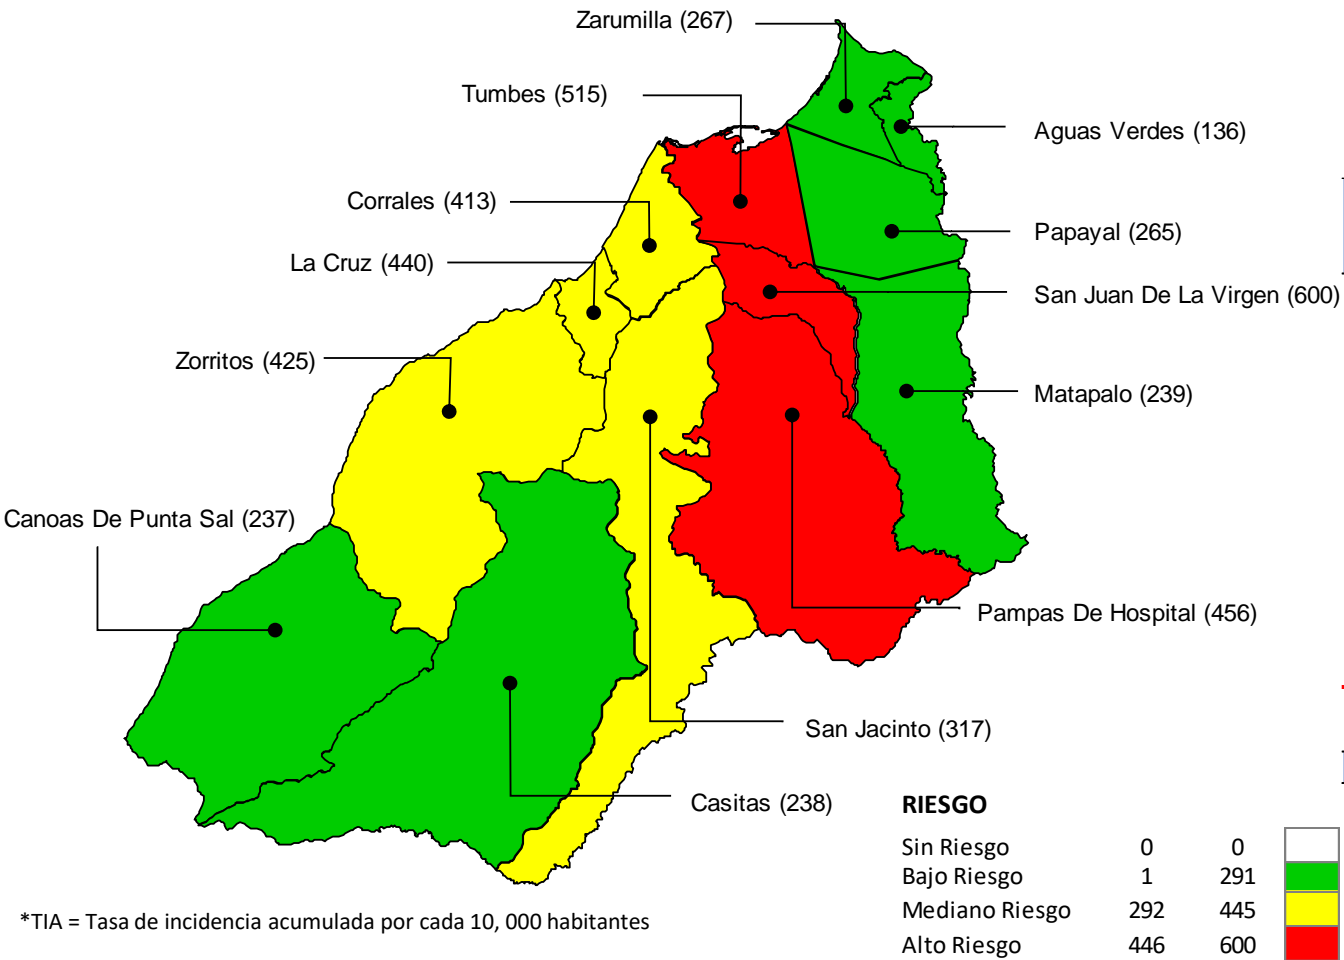 Zarumilla (267)
Tumbes (515)
Aguas Verdes (136)
Corrales (413)
Papayal (265)
La Cruz (440)
San Juan De La Virgen (600)
Zorritos (425)
Matapalo (239)
Canoas De Punta Sal (237)
Pampas De Hospital (456)
San Jacinto (317)
Casitas (238)
RIESGO
Sin Riesgo 0 0
Bajo Riesgo 1 291
Mediano Riesgo 292 445
Alto Riesgo 446 600
*TIA = Tasa de incidencia acumulada por cada 10, 000 habitantes